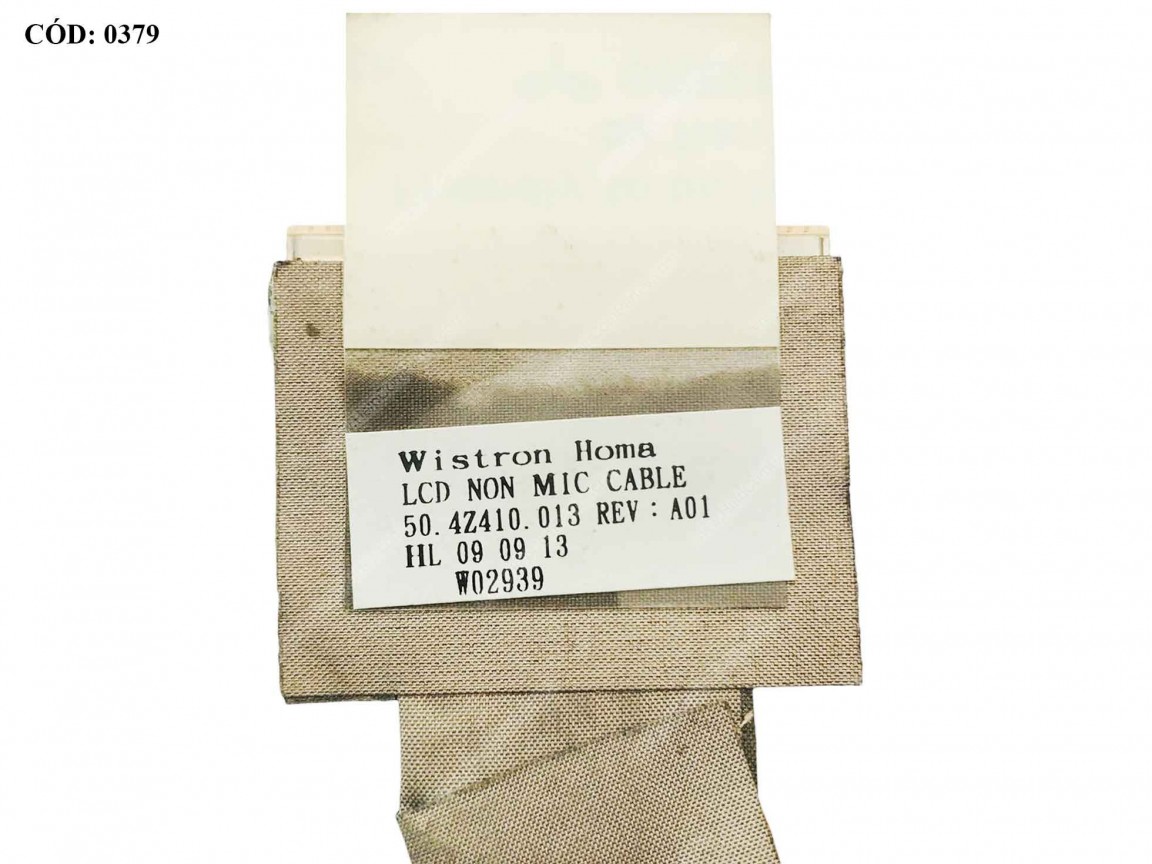 CÓD: 0379
Wistron Homa
LCD NON MIC CABLE
50.4Z410.013 REV : A01
HL 09 09 13
W02939